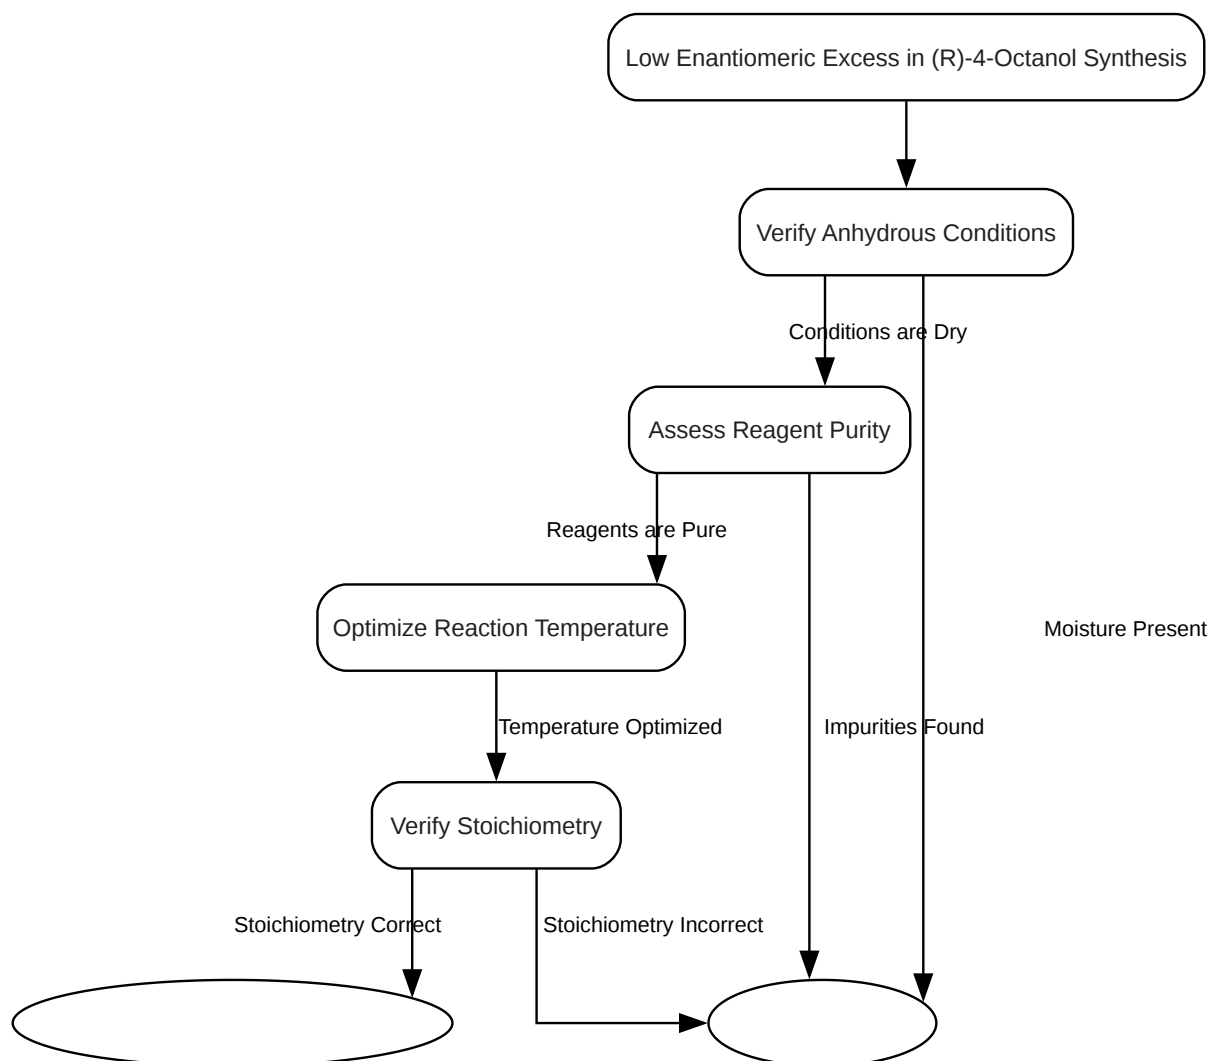 Low Enantiomeric Excess in (R)-4-Octanol Synthesis
Verify Anhydrous Conditions
Conditions are Dry
Assess Reagent Purity
Reagents are Pure
Optimize Reaction Temperature
Moisture Present
Temperature Optimized
Impurities Found
Verify Stoichiometry
Stoichiometry Correct
Stoichiometry Incorrect